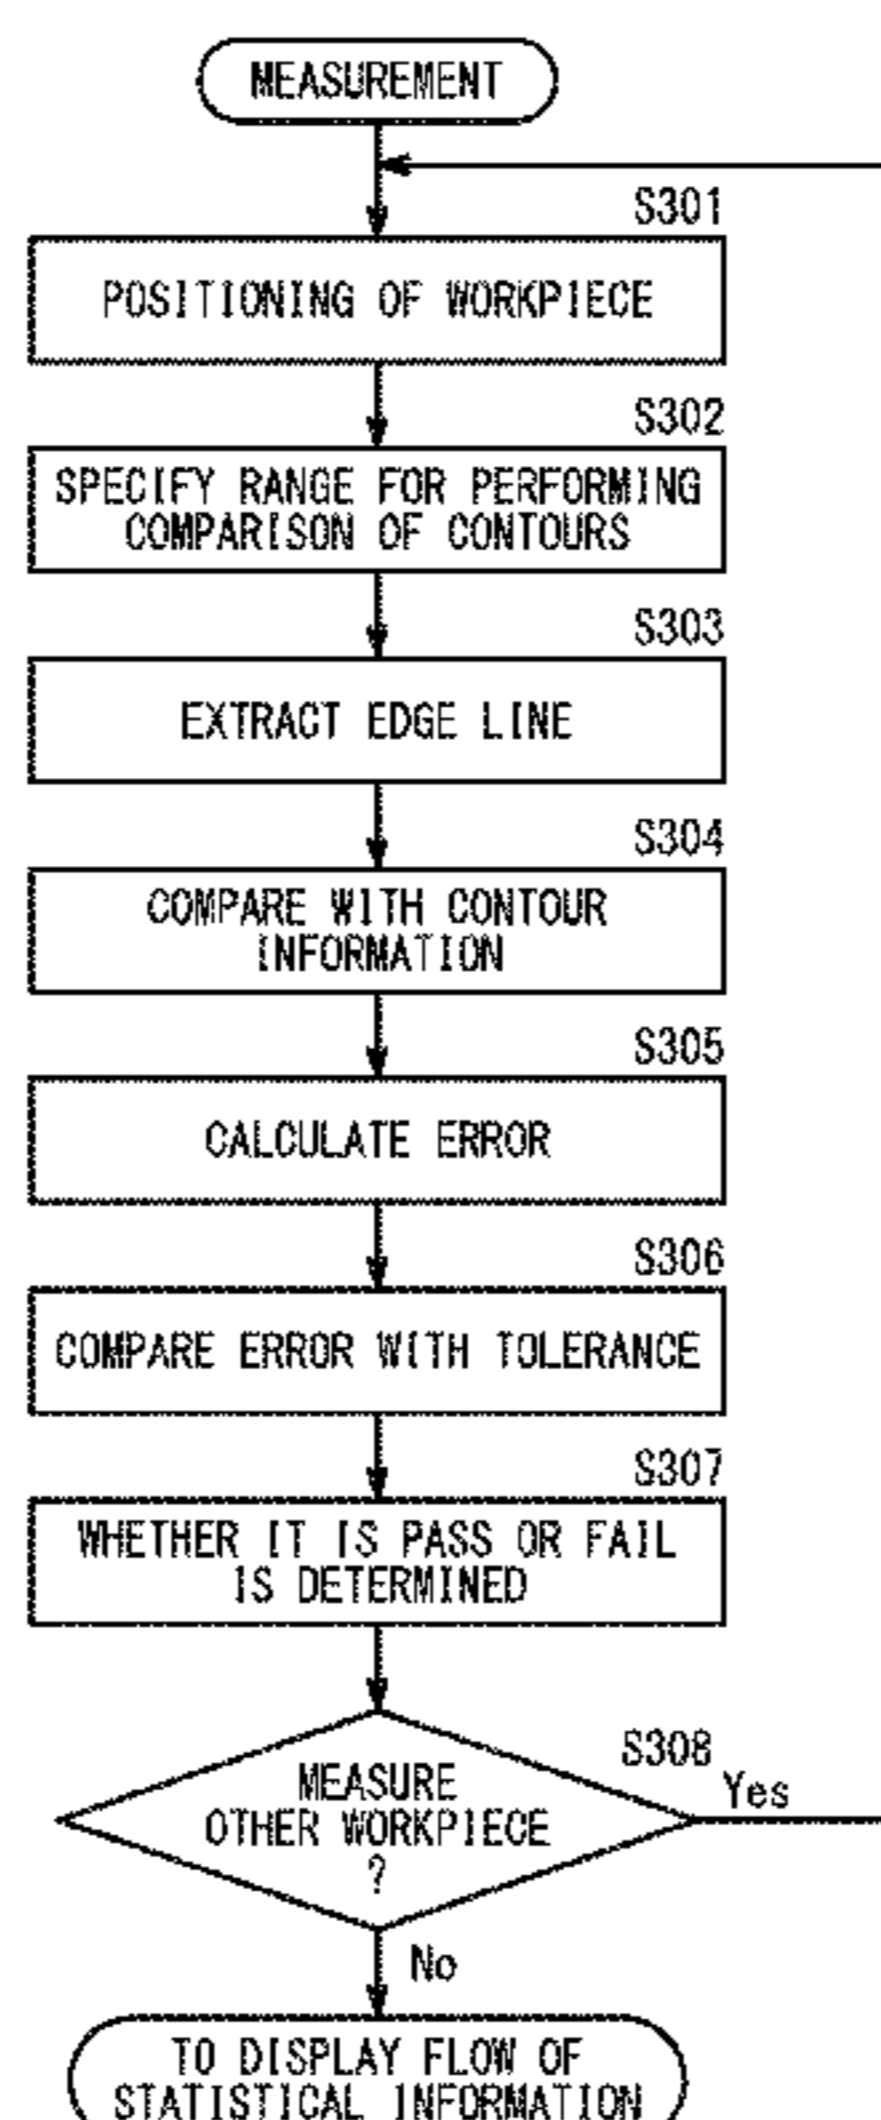 MEASUREMENT
S301
POSITIONING OF WORKPIECE
S302
SPECIFY RANGE FOR PERFORMING
COMPARISON OF CONTOURS
S303
EXTRACT EDGE LINE
S304
COMPARE WITH CONTOUR
INFORMATION
S305
CALCULATE ERROR
S306
COMPARE ERROR WITH TOLERANCE
S307
WHETHER IT IS PASS OR FAIL
IS DETERMINED
S308
MEASURE
OTHER WORKPIECE
?
Yes
No
TO DISPLAY FLOW OF
STATISTICAL INFORMATION